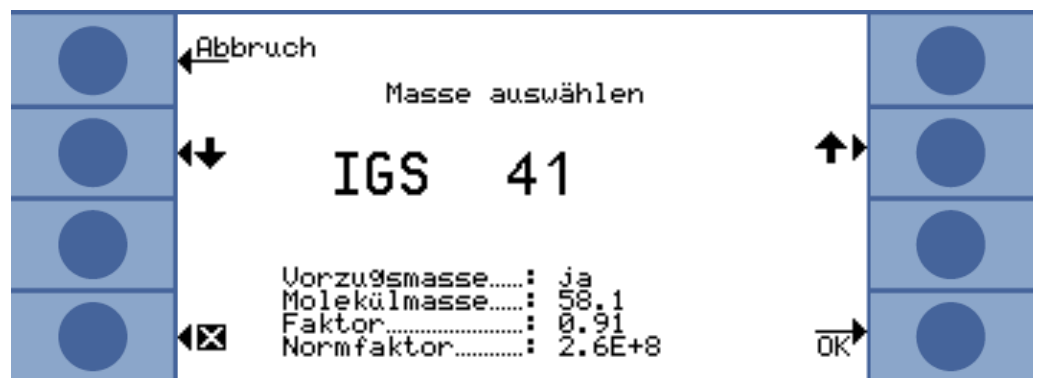 Abbruch
Masse auswählen
IGS 41
Vorzugsmasse......: ja
Molekülmasse.....: 58.1
Faktor..................: 0.91
Normfaktor............: 2.6E+8
OK